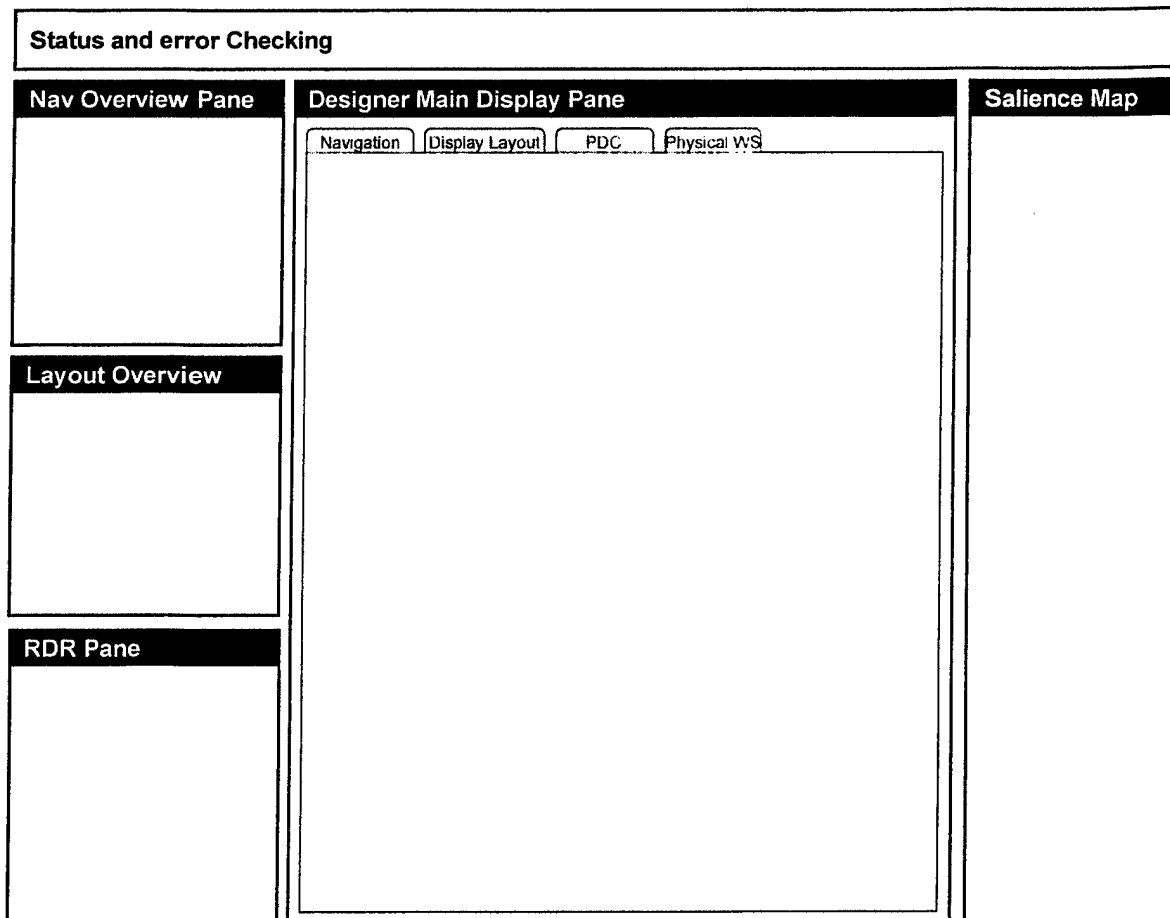 Status and error Checking
Nav Overview Pane
Designer Main Display Pane
Salience Map
Navigation
Display Layout
PDC
Physical WS
Layout Overview
RDR Pane